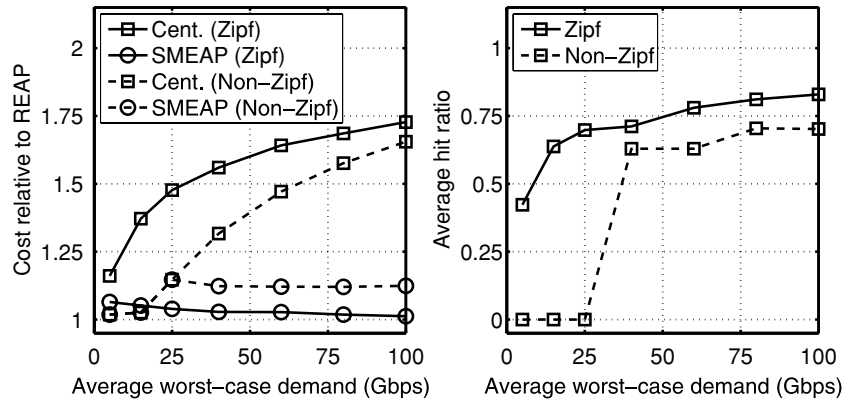 Cent. (Zipf)
SMEAP (Zipf)
Cent. (Non−Zipf)
SMEAP (Non−Zipf)
Cost relative to REAP
2
1.75
1.5
1.25
1
0 25 50 75 100
Average worst−case demand (Gbps)
Zipf
Non−Zipf
Average hit ratio
1
0.75
0.5
0.25
0
0 25 50 75 100
Average worst−case demand (Gbps)